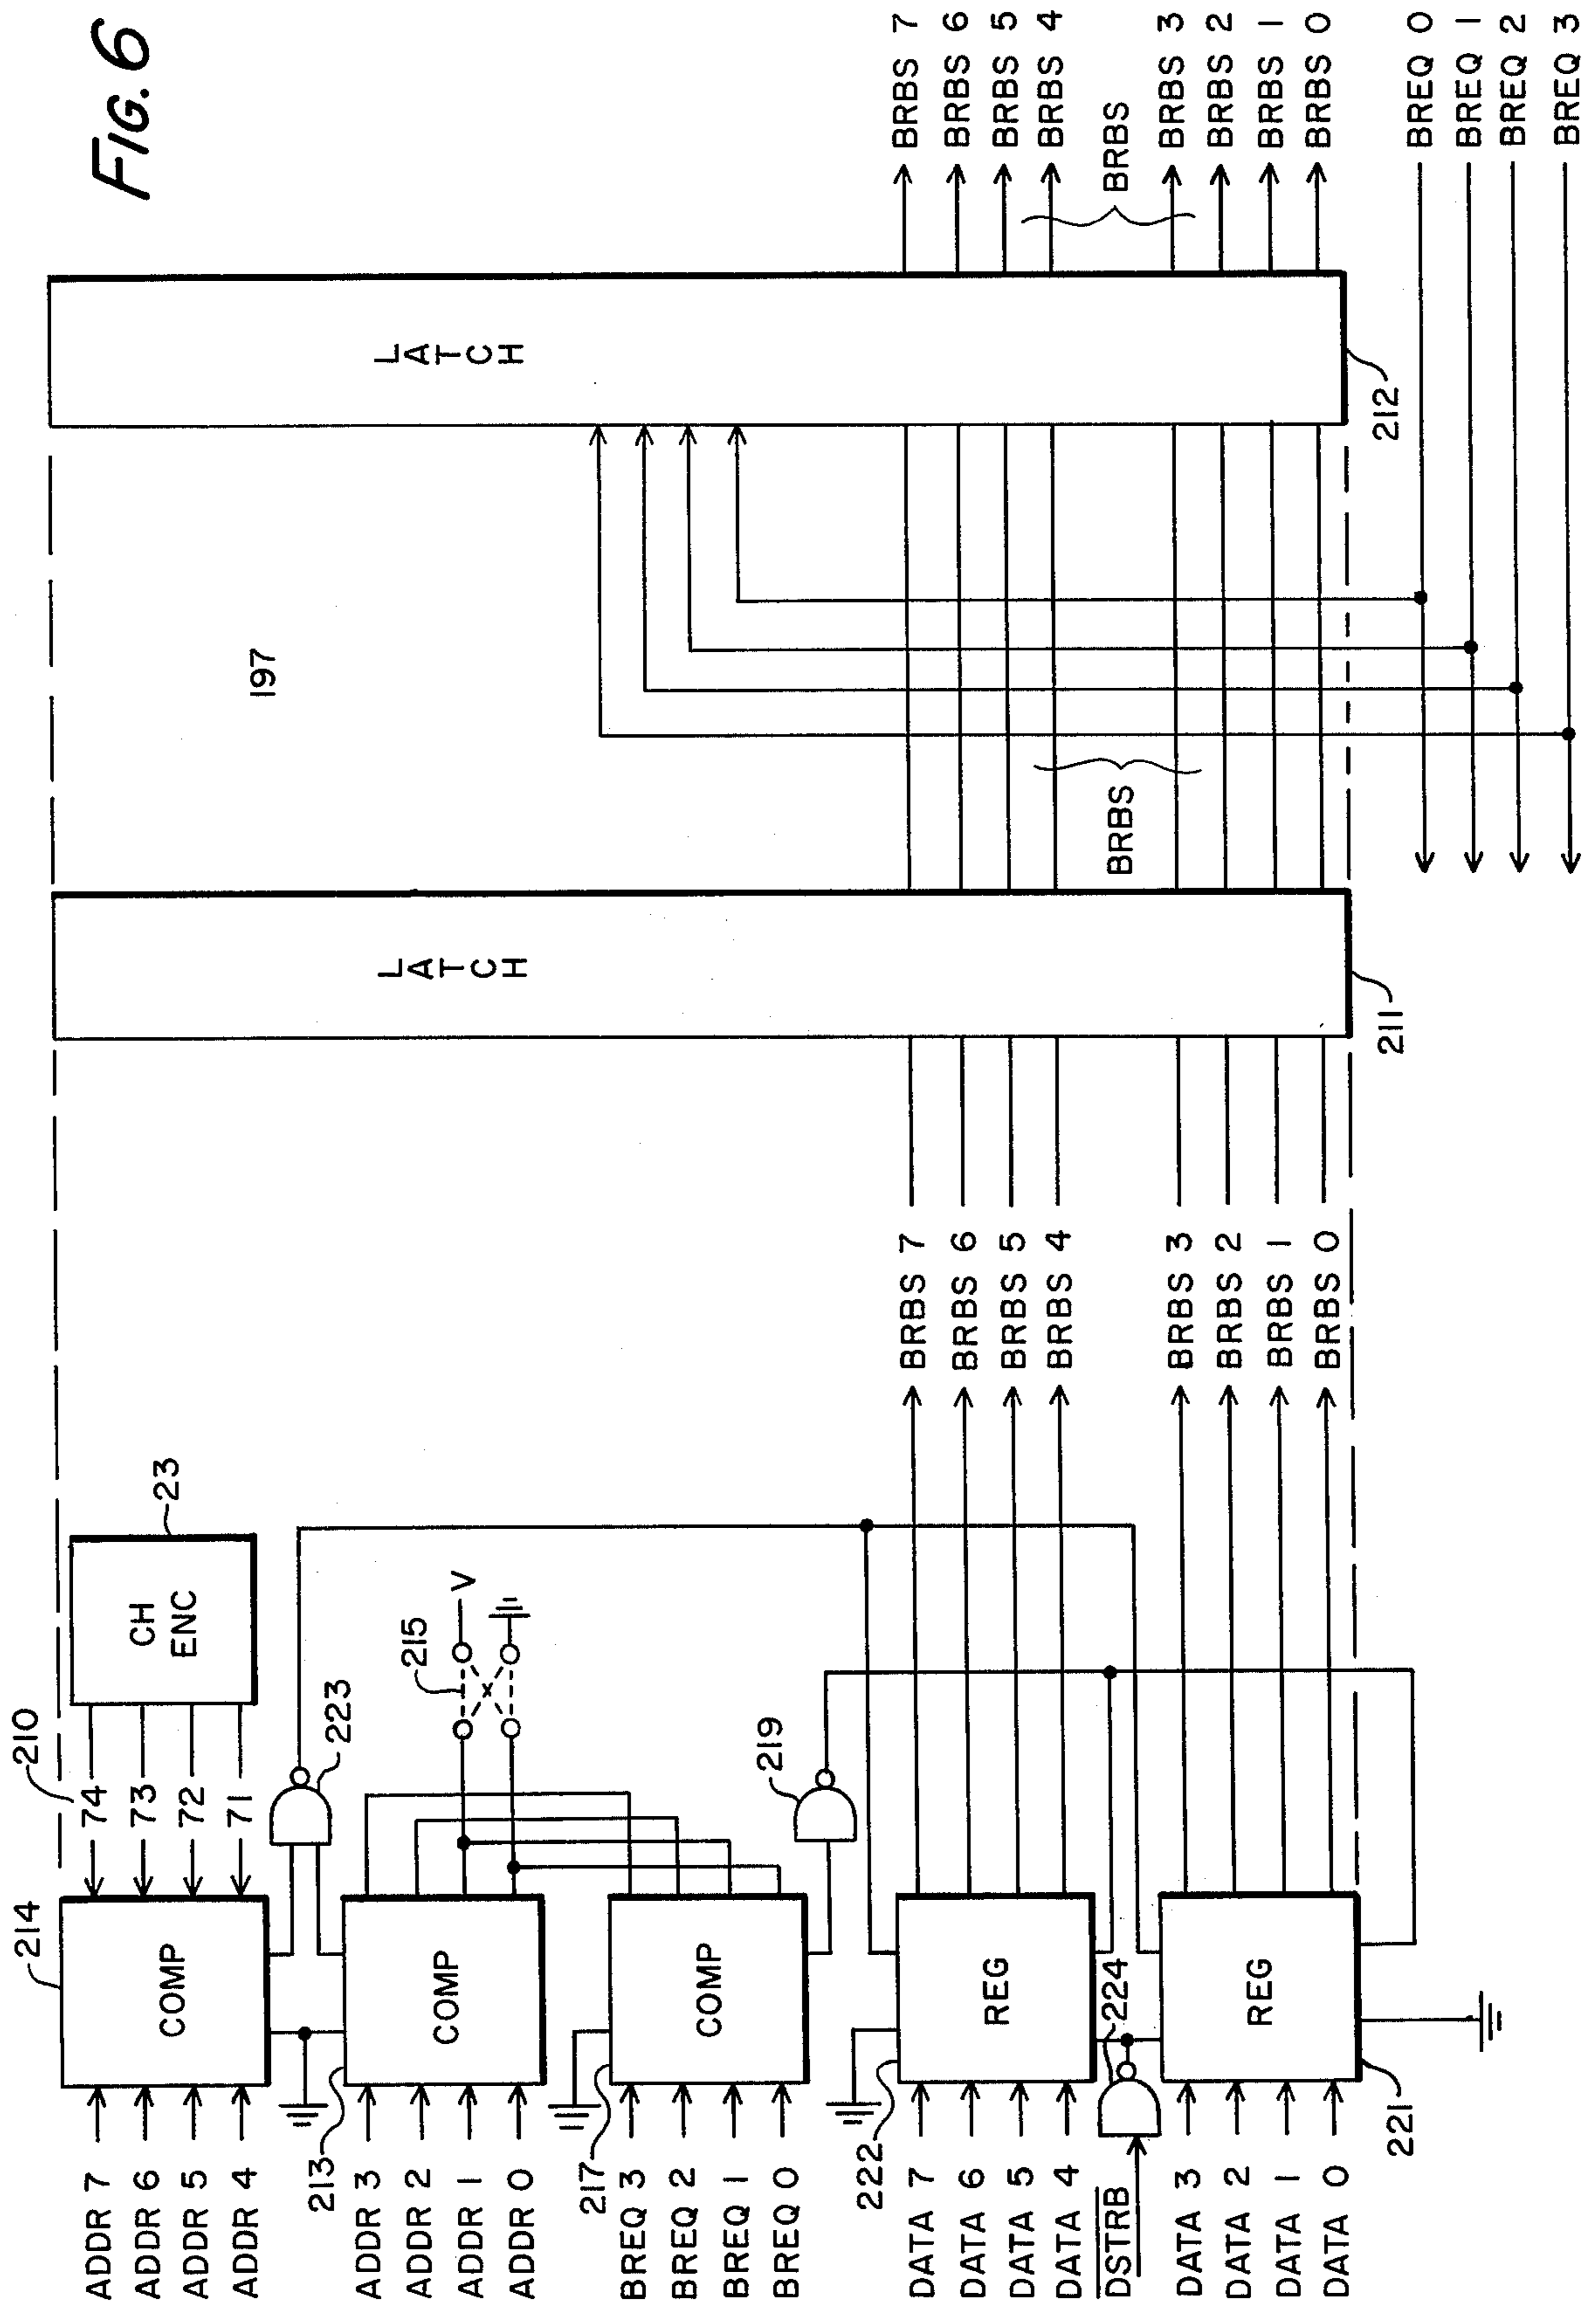 FIG. 6
210
CH
ENC
23
74
73
72
71
214
COMP
ADDR 7
ADDR 6
ADDR 5
ADDR 4
223
213
COMP
ADDR 3
ADDR 2
ADDR 1
ADDR 0
215
V
217
COMP
BREQ 3
BREQ 2
BREQ 1
BREQ 0
219
222
REG
DATA 7
DATA 6
DATA 5
DATA 4
DSTRB
224
REG
DATA 3
DATA 2
DATA 1
DATA 0
221
BRBS 7
BRBS 6
BRBS 5
BRBS 4
BRBS 3
BRBS 2
BRBS 1
BRBS 0
LATCH
211
197
BRBS
LATCH
212
BRBS 7
BRBS 6
BRBS 5
BRBS 4
BRBS
BRBS 3
BRBS 2
BRBS 1
BRBS 0
BREQ 0
BREQ 1
BREQ 2
BREQ 3